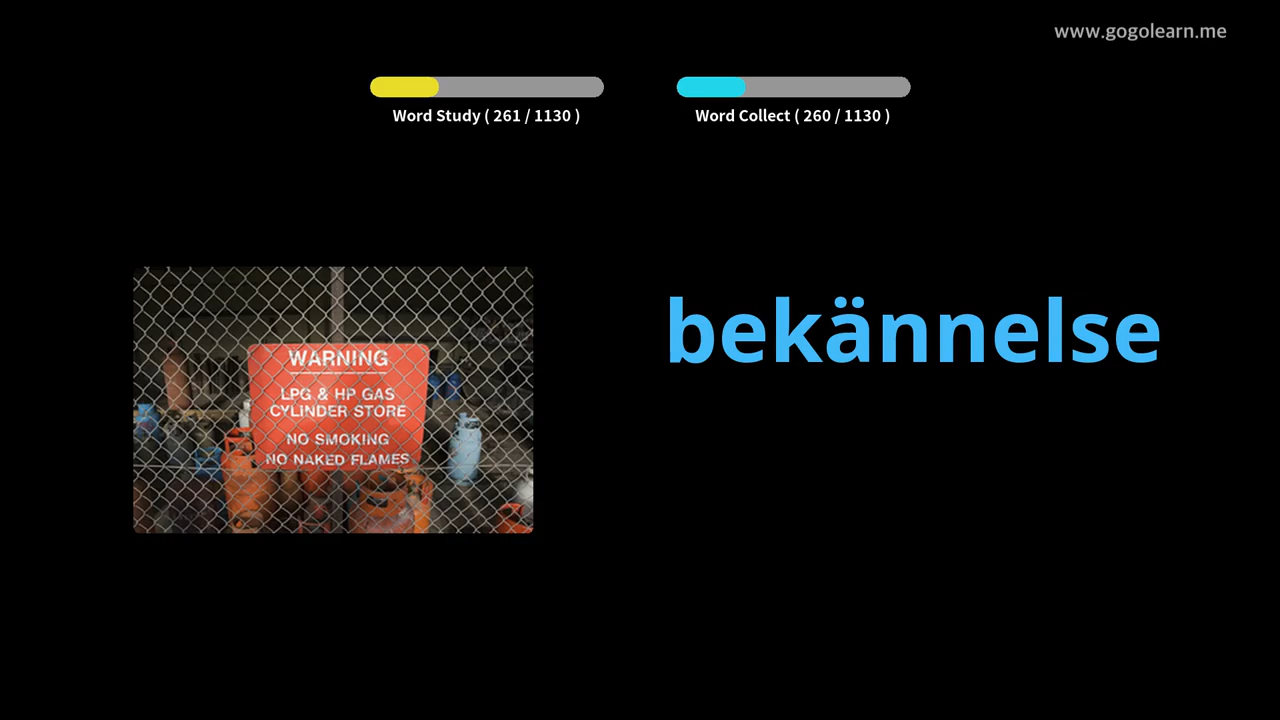 www.gogolearn.me
Word Study ( 261 / 1130 )
Word Collect ( 260 / 1130 )
bekännelse
WARNING
LPG & HP GAS
CYLINDER STORE
NO SMOKING
NO NAKED FLAMES